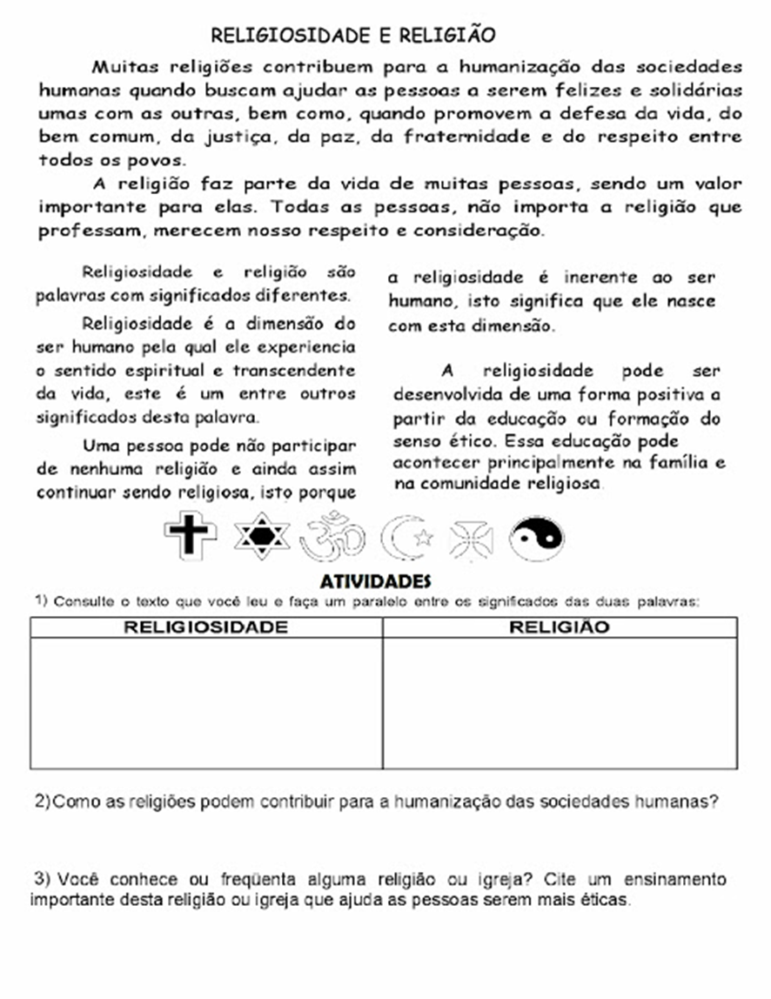 RELIGIOSIDADE E RELIGIÃO
Muitas religiões contribuem para a humanização das sociedades
humanas quando buscam ajudar as pessoas a serem felizes e solidárias
umas com as outras, bem como, quando promovem a defesa da vida, do
bem comum, da justiça, da paz, da fraternidade e do respeito entre
todos os povos.
A religião faz parte da vida de muitas pessoas, sendo um valor
importante para elas. Todas as pessoas, não importa a religião que
professam, merecem nosso respeito e consideração.
Religiosidade e religião são
palavras com significados diferentes.
Religiosidade é a dimensão do
ser humano pela qual ele experiencia
o sentido espiritual e transcendente
da vida, este é um entre outros
significados desta palavra.
Uma pessoa pode não participar
de nenhuma religião e ainda assim
continuar sendo religiosa, isto porque
a religiosidade é inerente ao ser
humano, isto significa que ele nasce
com esta dimensão.
A religiosidade pode ser
desenvolvida de uma forma positiva a
partir da educação ou formação do
senso ético. Essa educação pode
acontecer principalmente na família e
na comunidade religiosa.
ATIVIDADES
1) Consulte o texto que você leu e faça um paralelo entre os significados das duas palavras:
RELIGIOSIDADE
RELIGIÃO
2)Como as religiões podem contribuir para a humanização das sociedades humanas?
3) Você conhece ou freqüenta alguma religião ou igreja? Cite um ensinamento
importante desta religião ou igreja que ajuda as pessoas serem mais éticas.